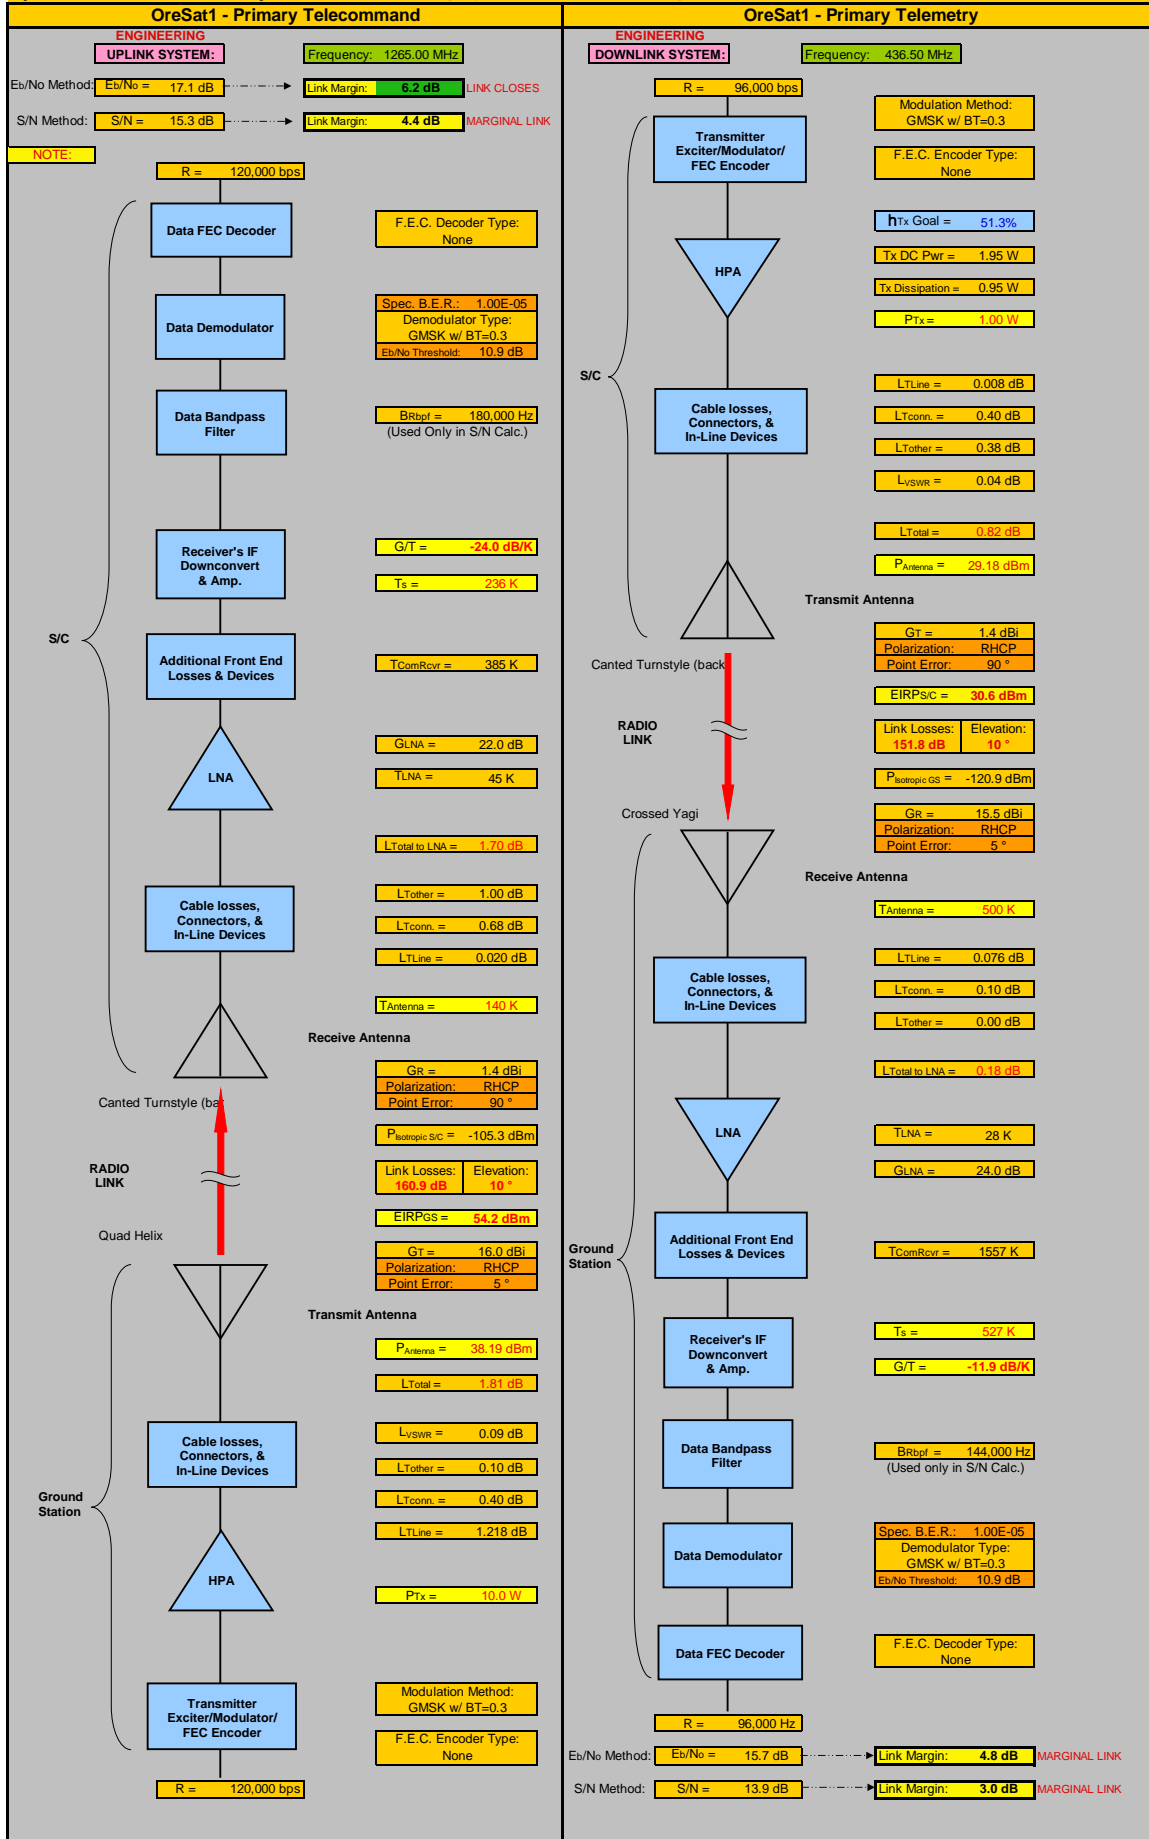 OreSat1 - Primary Telecommand
ENGINEERING
UPLINK SYSTEM:
Frequency: 1265.00 MHz
Eb/No Method: Eb/No = 17.1 dB Link Margin: 6.2 dB LINK CLOSES
S/N Method: S/N = 15.3 dB Link Margin: 4.4 dB MARGINAL LINK
NOTE:
R = 120,000 bps
Data FEC Decoder
F.E.C. Decoder Type:
None
Data Demodulator
Spec. B.E.R.: 1.00E-05
Demodulator Type:
GMSK w/ BT=0.3
Eb/No Threshold: 10.9 dB
Data Bandpass
Filter
BRbpf = 180,000 Hz
(Used Only in S/N Calc.)
Receiver's IF
Downconvert
& Amp.
G/T = -24.0 dB/K
Ts = 236 K
S/C
Additional Front End
Losses & Devices
TComRcvr = 385 K
LNA
GLNA = 22.0 dB
TLNA = 45 K
LTotal to LNA = 1.70 dB
Cable losses,
Connectors, &
In-Line Devices
LTother = 1.00 dB
LTconn. = 0.68 dB
LTLine = 0.020 dB
TAntenna = 140 K
Receive Antenna
GR = 1.4 dBi
Polarization: RHCP
Point Error: 90 °
Canted Turnstyle (ba
PIsotropic S/C = -105.3 dBm
RADIO
LINK
Link Losses: Elevation:
160.9 dB 10 °
EIRPGS = 54.2 dBm
Quad Helix
GT = 16.0 dBi
Polarization: RHCP
Point Error: 5 °
Transmit Antenna
PAntenna = 38.19 dBm
LTotal = 1.81 dB
Cable losses,
Connectors, &
In-Line Devices
LVSWR = 0.09 dB
LTother = 0.10 dB
LTconn. = 0.40 dB
LTLine = 1.218 dB
Ground
Station
HPA
PTx = 10.0 W
Transmitter
Exciter/Modulator/
FEC Encoder
Modulation Method:
GMSK w/ BT=0.3
F.E.C. Encoder Type:
None
R = 120,000 bps
OreSat1 - Primary Telemetry
ENGINEERING
DOWNLINK SYSTEM:
Frequency: 436.50 MHz
R = 96,000 bps
Transmitter
Exciter/Modulator/
FEC Encoder
Modulation Method:
GMSK w/ BT=0.3
F.E.C. Encoder Type:
None
hTx Goal = 51.3%
HPA
Tx DC Pwr = 1.95 W
Tx Dissipation = 0.95 W
PTx = 1.00 W
S/C
Cable losses,
Connectors, &
In-Line Devices
LTLine = 0.008 dB
LTconn. = 0.40 dB
LTother = 0.38 dB
LVSWR = 0.04 dB
LTotal = 0.82 dB
PAntenna = 29.18 dBm
Transmit Antenna
Canted Turnstyle (back
GT = 1.4 dBi
Polarization: RHCP
Point Error: 90 °
EIRPS/C = 30.6 dBm
RADIO
LINK
Link Losses: Elevation:
151.8 dB 10 °
PIsotropic GS = -120.9 dBm
Crossed Yagi
GR = 15.5 dBi
Polarization: RHCP
Point Error: 5 °
Receive Antenna
TAntenna = 500 K
Cable losses,
Connectors, &
In-Line Devices
LTLine = 0.076 dB
LTconn. = 0.10 dB
LTother = 0.00 dB
LTotal to LNA = 0.18 dB
LNA
TLNA = 28 K
GLNA = 24.0 dB
Ground
Station
Additional Front End
Losses & Devices
TComRcvr = 1557 K
Receiver's IF
Downconvert
& Amp.
Ts = 527 K
G/T = -11.9 dB/K
Data Bandpass
Filter
BRbpf = 144,000 Hz
(Used only in S/N Calc.)
Data Demodulator
Spec. B.E.R.: 1.00E-05
Demodulator Type:
GMSK w/ BT=0.3
Eb/No Threshold: 10.9 dB
Data FEC Decoder
F.E.C. Decoder Type:
None
R = 96,000 Hz
Eb/No Method: Eb/No = 15.7 dB Link Margin: 4.8 dB MARGINAL LINK
S/N Method: S/N = 13.9 dB Link Margin: 3.0 dB MARGINAL LINK